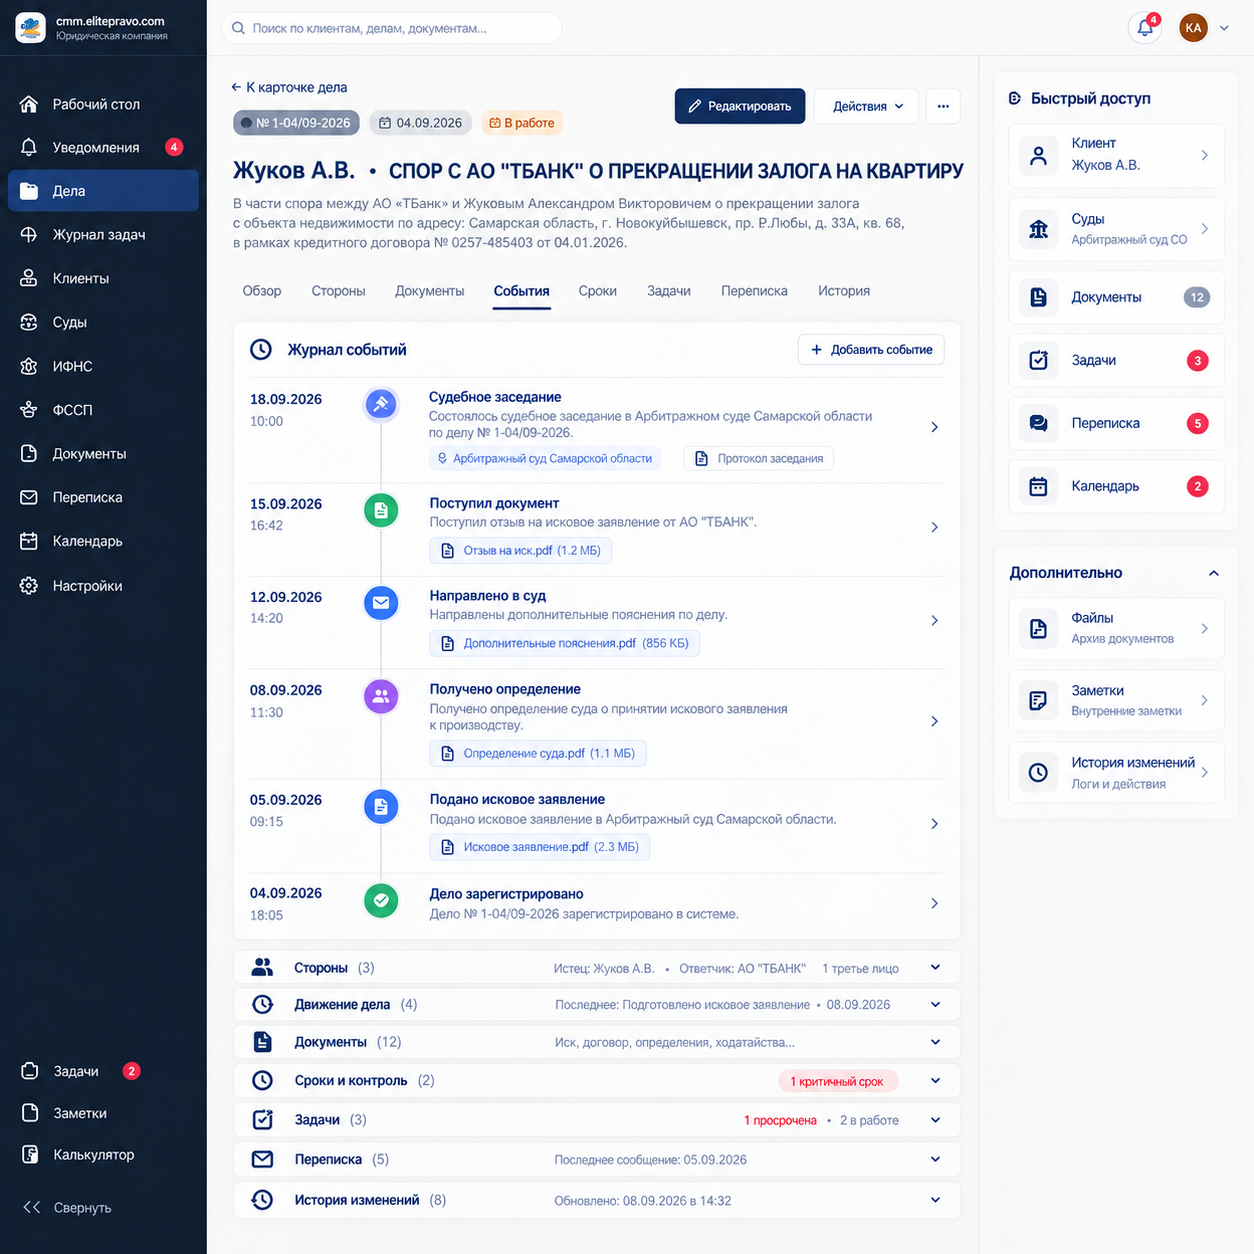 cmm.elitepravo.com
Юридическая компания
Поиск по клиентам, делам, документам...
4
КА
Рабочий стол
Уведомления 4
Дела
Журнал задач
Клиенты
Суды
ИФНС
ФССП
Документы
Переписка
Календарь
Настройки
Задачи 2
Заметки
Калькулятор
Свернуть
← К карточке дела
Редактировать
Действия
...
№ 1-04/09-2026
04.09.2026
В работе
Жуков А.В. • СПОР С АО "ТБАНК" О ПРЕКРАЩЕНИИ ЗАЛОГА НА КВАРТИРУ
В части спора между АО «ТБанк» и Жуковым Александром Викторовичем о прекращении залога
с объекта недвижимости по адресу: Самарская область, г. Новокуйбышевск, пр. Р.Любы, д. 33А, кв. 68,
в рамках кредитного договора № 0257-485403 от 04.01.2026.
Обзор Стороны Документы События Сроки Задачи Переписка История
Журнал событий
+ Добавить событие
18.09.2026
10:00
Судебное заседание
Состоялось судебное заседание в Арбитражном суде Самарской области
по делу № 1-04/09-2026.
Арбитражный суд Самарской области
Протокол заседания
15.09.2026
16:42
Поступил документ
Поступил отзыв на исковое заявление от АО "ТБАНК".
Отзыв на иск.pdf (1.2 МБ)
12.09.2026
14:20
Направлено в суд
Направлены дополнительные пояснения по делу.
Дополнительные пояснения.pdf (856 КБ)
08.09.2026
11:30
Получено определение
Получено определение суда о принятии искового заявления
к производству.
Определение суда.pdf (1.1 МБ)
05.09.2026
09:15
Подано исковое заявление
Подано исковое заявление в Арбитражный суд Самарской области.
Исковое заявление.pdf (2.3 МБ)
04.09.2026
18:05
Дело зарегистрировано
Дело № 1-04/09-2026 зарегистрировано в системе.
Стороны (3) Истец: Жуков А.В. • Ответчик: АО "ТБАНК" 1 третье лицо
Движение дела (4) Последнее: Подготовлено исковое заявление • 08.09.2026
Документы (12) Иск, договор, определения, ходатайства...
Сроки и контроль (2) 1 критичный срок
Задачи (3) 1 просрочена • 2 в работе
Переписка (5) Последнее сообщение: 05.09.2026
История изменений (8) Обновлено: 08.09.2026 в 14:32
Быстрый доступ
Клиент
Жуков А.В.
Суды
Арбитражный суд СО
Документы 12
Задачи 3
Переписка 5
Календарь 2
Дополнительно
Файлы
Архив документов
Заметки
Внутренние заметки
История изменений
Логи и действия